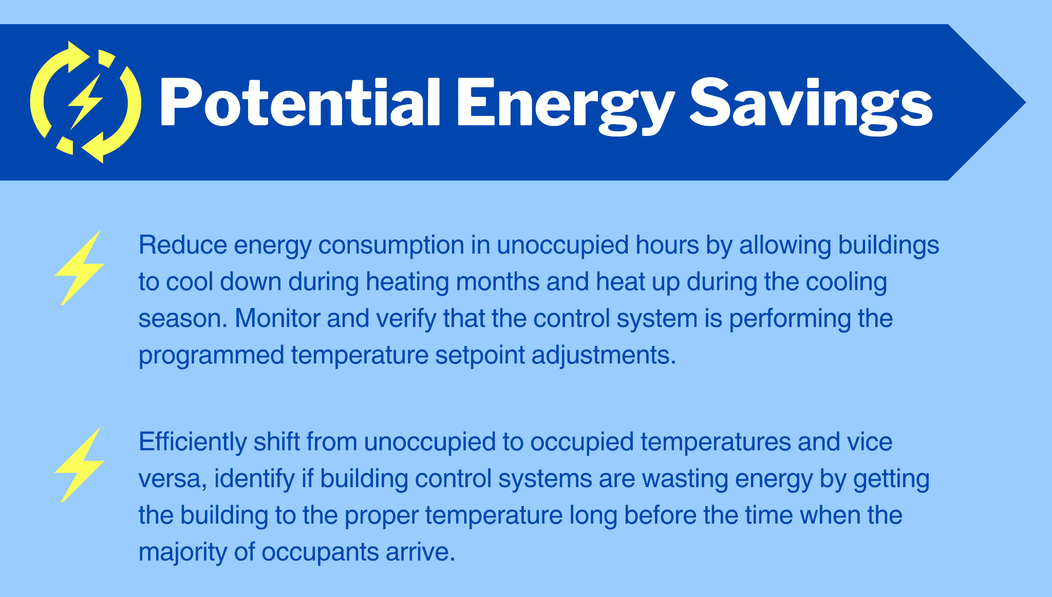 Potential Energy Savings
Reduce energy consumption in unoccupied hours by allowing buildings
to cool down during heating months and heat up during the cooling
season. Monitor and verify that the control system is performing the
programmed temperature setpoint adjustments.
Efficiently shift from unoccupied to occupied temperatures and vice
versa, identify if building control systems are wasting energy by getting
the building to the proper temperature long before the time when the
majority of occupants arrive.